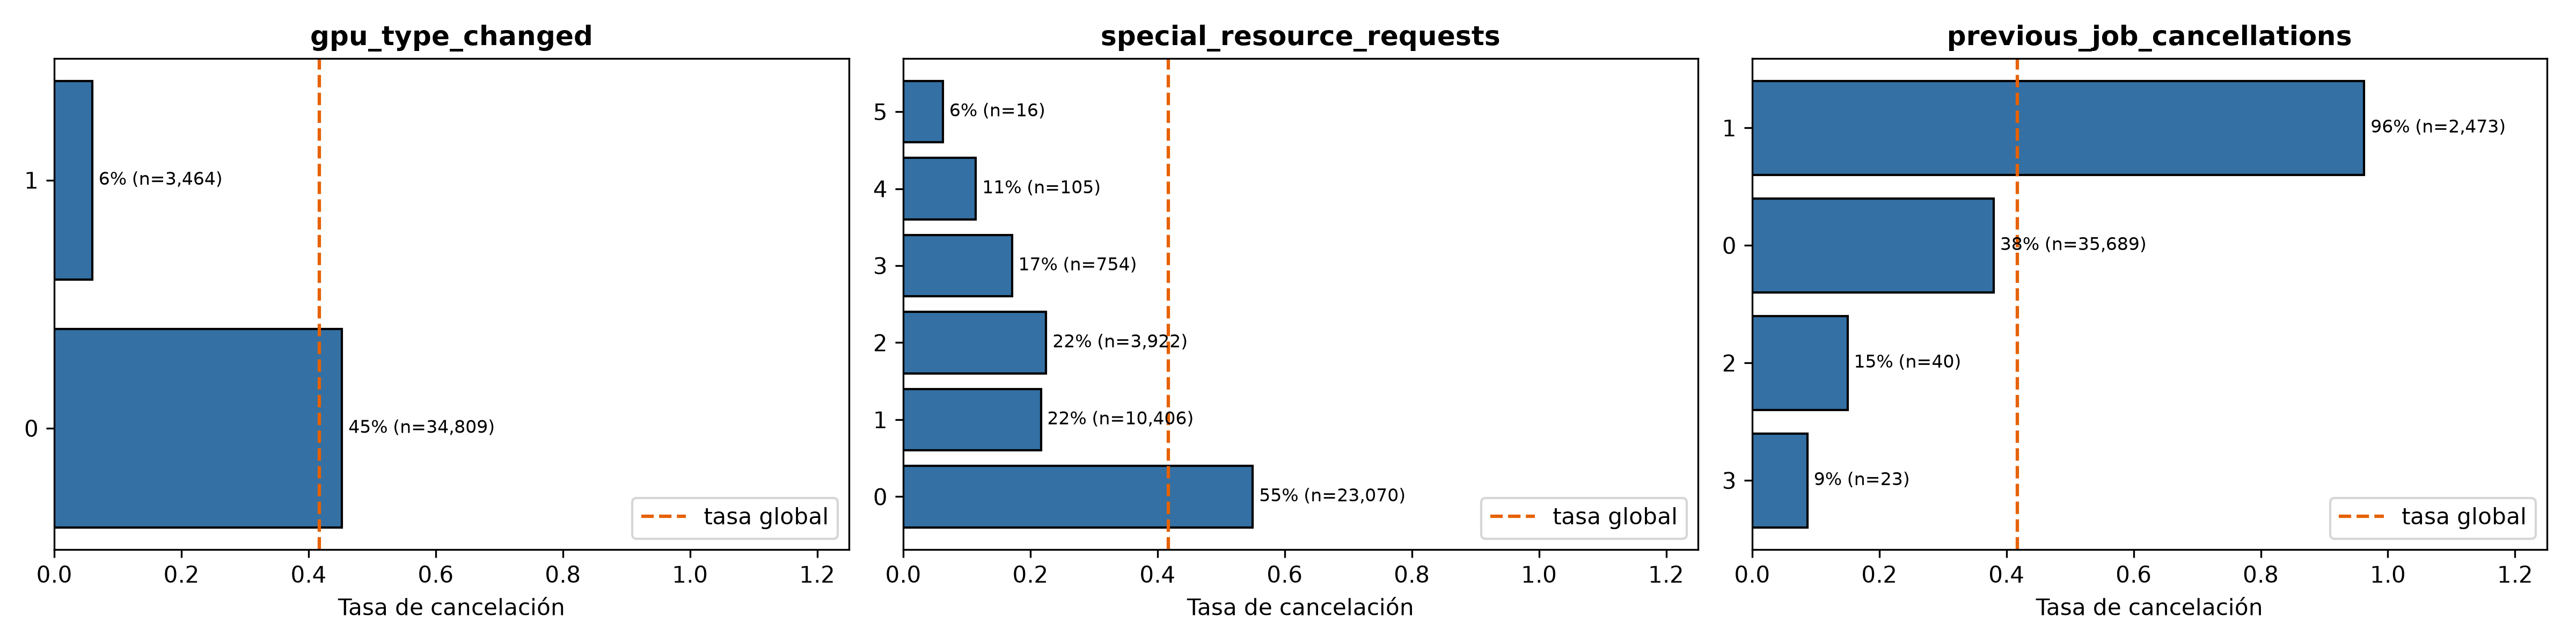 gpu_type_changed
1
6% (n=3,464)
0
45% (n=34,809)
tasa global
0.0 0.2 0.4 0.6 0.8 1.0 1.2
Tasa de cancelación
special_resource_requests
5
6% (n=16)
4
11% (n=105)
3
17% (n=754)
2
22% (n=3,922)
1
22% (n=10,406)
0
55% (n=23,070)
tasa global
0.0 0.2 0.4 0.6 0.8 1.0 1.2
Tasa de cancelación
previous_job_cancellations
1
96% (n=2,473)
0
38% (n=35,689)
2
15% (n=40)
3
9% (n=23)
tasa global
0.0 0.2 0.4 0.6 0.8 1.0 1.2
Tasa de cancelación